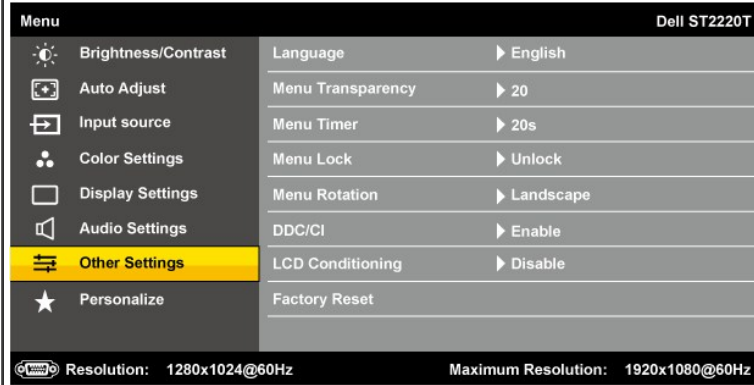 Menu Dell ST2220T
Brightness/Contrast Language English
Auto Adjust Menu Transparency 20
Input source Menu Timer 20s
Color Settings Menu Lock Unlock
Display Settings Menu Rotation Landscape
Audio Settings DDC/CI Enable
Other Settings LCD Conditioning Disable
Personalize Factory Reset
Resolution: 1280x1024@60Hz Maximum Resolution: 1920x1080@60Hz